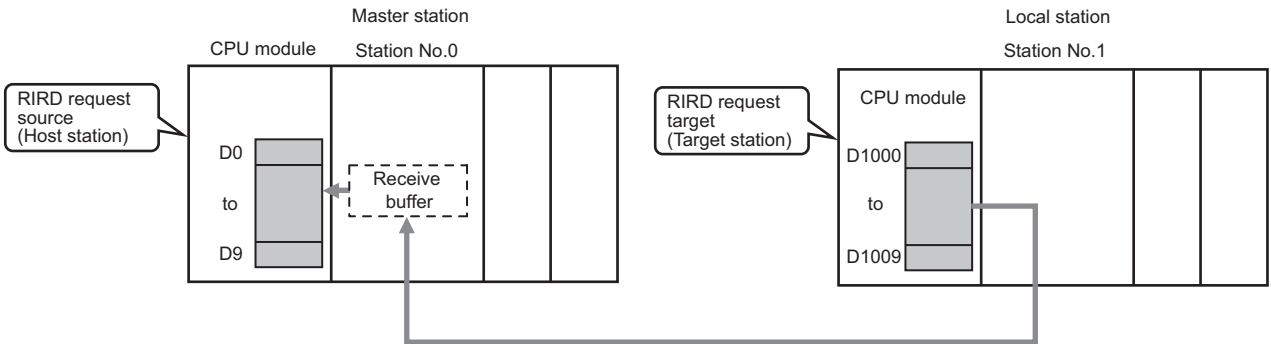 Master station
Local station
CPU module
Station No.0
Station No.1
RIRD request
source
(Host station)
D0
to
D9
Receive
buffer
RIRD request
target
(Target station)
CPU module
D1000
to
D1009